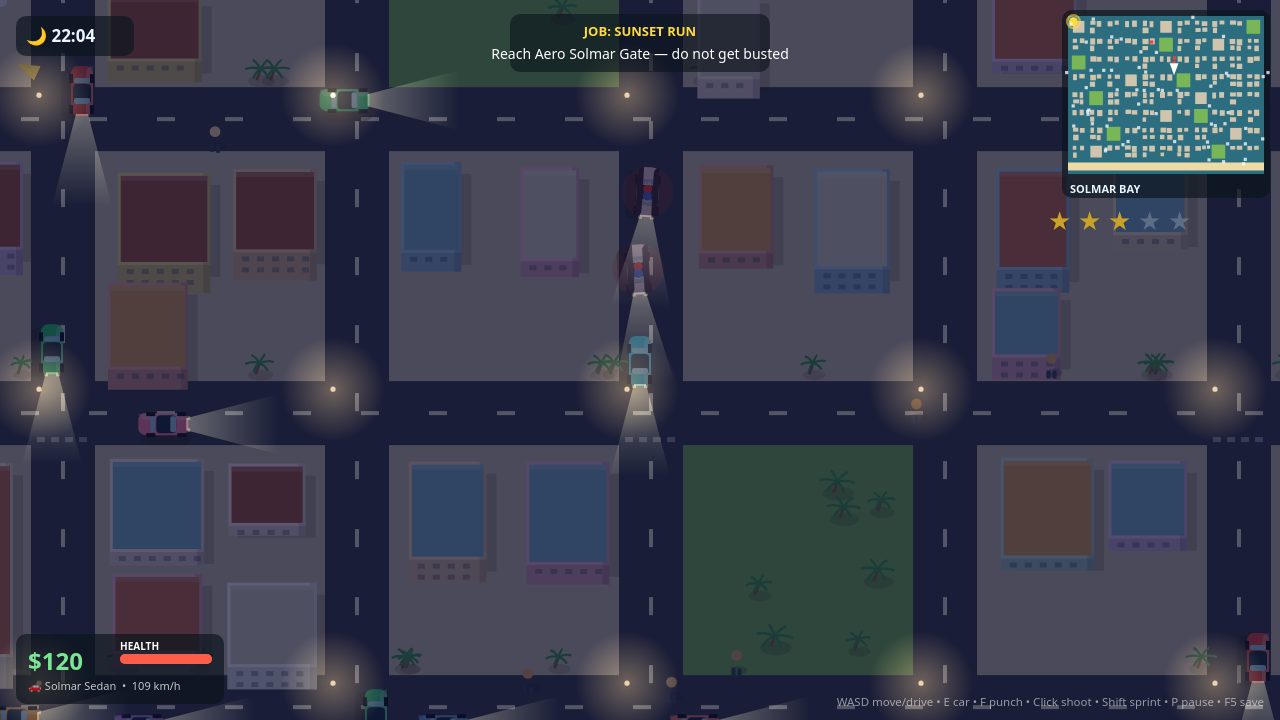 🌙 22:04
JOB: SUNSET RUN
Reach Aero Solmar Gate — do not get busted
SOLMAR BAY
★ ★ ★ ★ ★
HEALTH
$120
🚗 Solmar Sedan • 109 km/h
WASD move/drive • E car • F punch • Click shoot • Shift sprint • P pause • F5 save